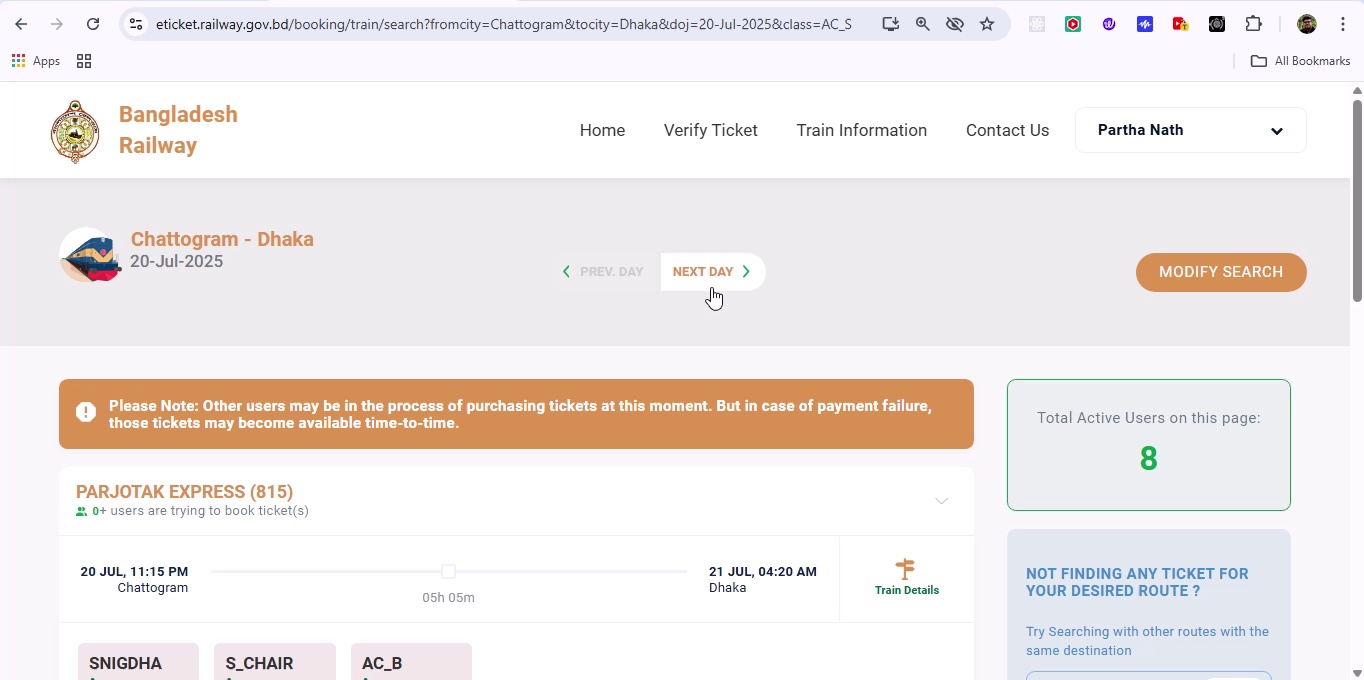 eticket.railway.gov.bd/booking/train/search?fromcity=Chattogram&tocity=Dhaka&doj=20-Jul-2025&class=AC_S
Apps
All Bookmarks
Bangladesh
Railway
Home
Verify Ticket
Train Information
Contact Us
Partha Nath
Chattogram - Dhaka
20-Jul-2025
PREV. DAY
NEXT DAY
MODIFY SEARCH
Please Note: Other users may be in the process of purchasing tickets at this moment. But in case of payment failure,
those tickets may become available time-to-time.
Total Active Users on this page:
8
PARJOTAK EXPRESS (815)
0+ users are trying to book ticket(s)
20 JUL, 11:15 PM
Chattogram
05h 05m
21 JUL, 04:20 AM
Dhaka
Train Details
NOT FINDING ANY TICKET FOR
YOUR DESIRED ROUTE ?
Try Searching with other routes with the
same destination
SNIGDHA
S_CHAIR
AC_B